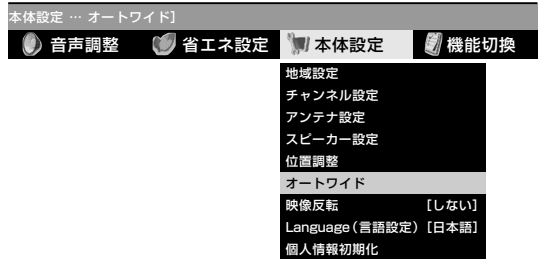 本体設定 … オートワイド]
音声調整 省エネ設定 本体設定 機能切換
地域設定
チャンネル設定
アンテナ設定
スピーカー設定
位置調整
オートワイド
映像反転 [しない]
Language(言語設定) [日本語]
個人情報初期化